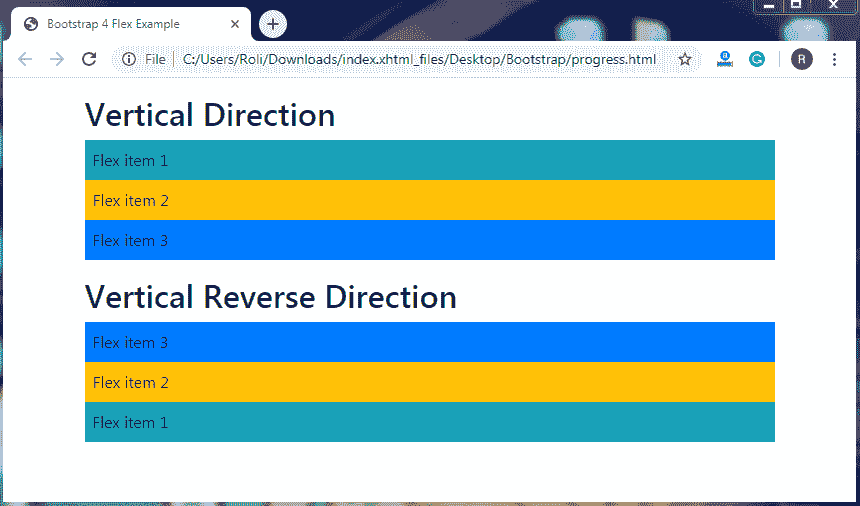 Bootstrap 4 Flex Example
File
C:/Users/Roli/Downloads/index.xhtml_files/Desktop/Bootstrap/progress.html
R
Vertical Direction
Flex item 1
Flex item 2
Flex item 3
Vertical Reverse Direction
Flex item 3
Flex item 2
Flex item 1